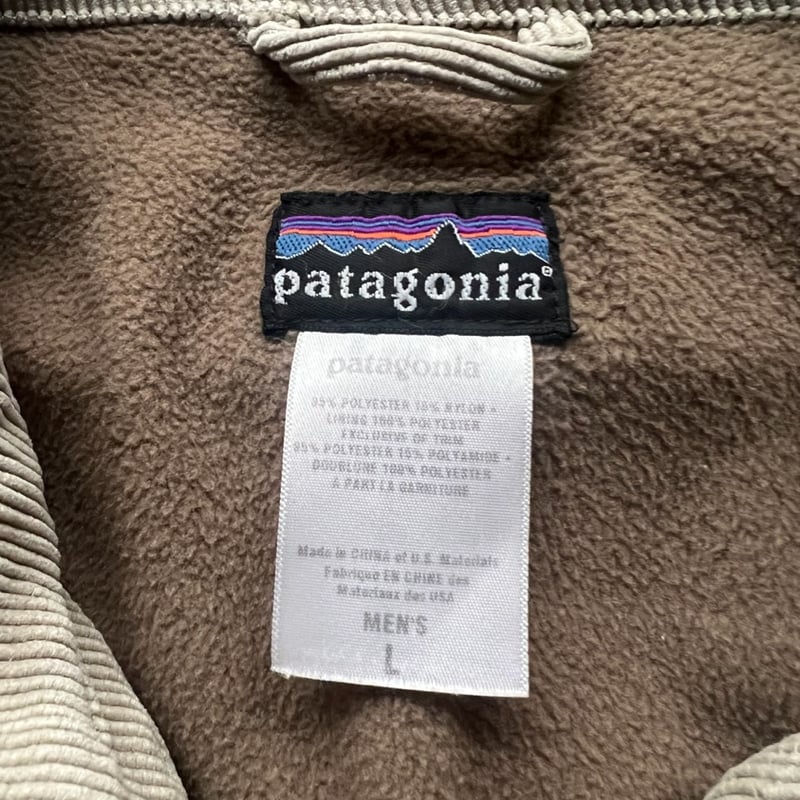 patagonia®
patagonia
85% POLYESTER 15% NYLON •
LINING 100% POLYESTER
EXCLUSIVE OF TRIM
85% POLYESTER 15% POLYAMIDE •
DOUBLURE 100% POLYESTER
A PART LA GARNITURE
Made in CHINA of U.S. Materials
Fabriqué EN CHINE des
Materiaux des USA
MEN'S
L